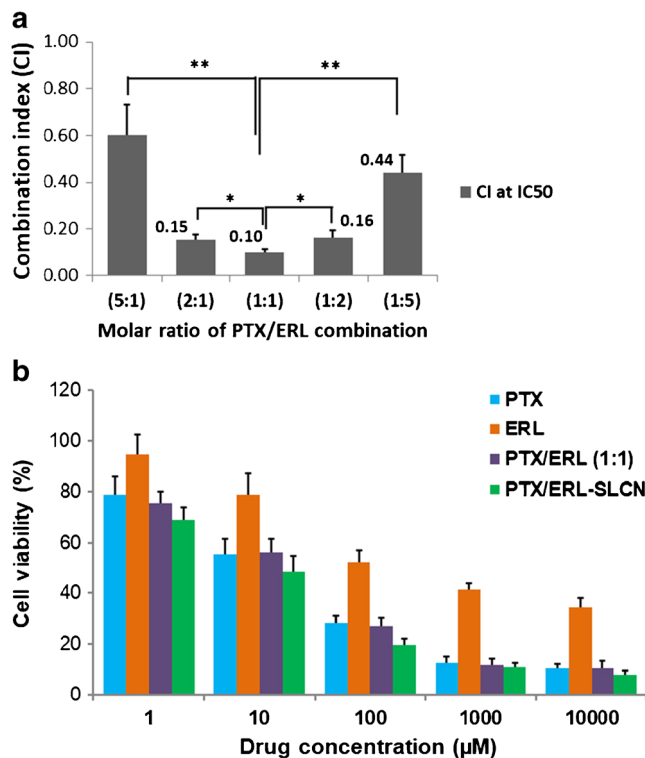 a
Combination index (CI)
1.00
0.80
0.60
0.40
0.20
0.00
**
**
0.15
*
0.10
*
0.16
0.44
CI at IC50
(5:1) (2:1) (1:1) (1:2) (1:5)
Molar ratio of PTX/ERL combination
b
Cell viability (%)
120
100
80
60
40
20
0
PTX
ERL
PTX/ERL (1:1)
PTX/ERL-SLCN
1 10 100 1000 10000
Drug concentration (µM)